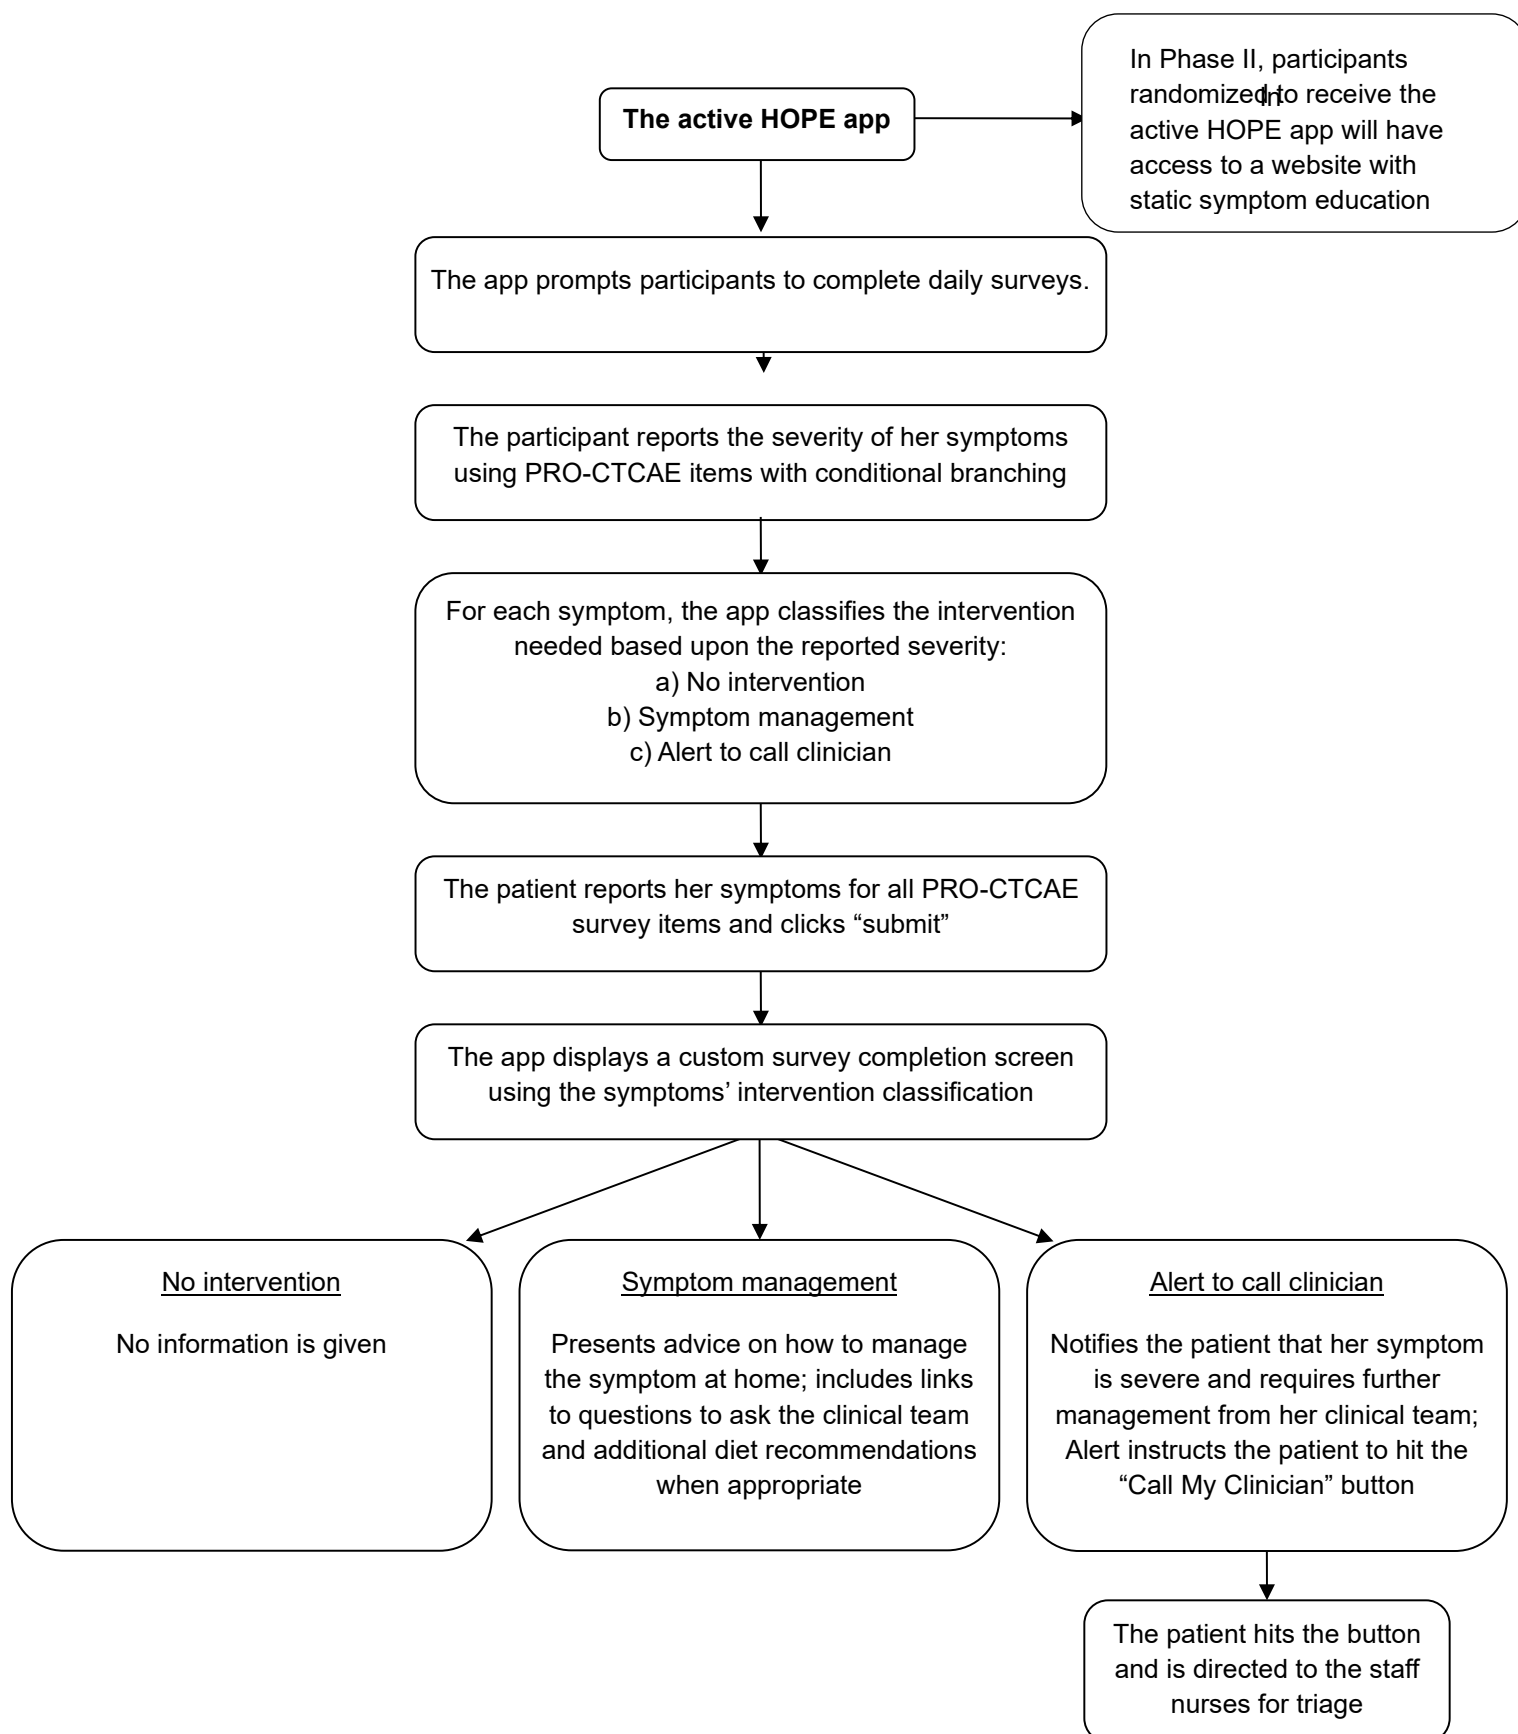 In Phase II, participants
randomized to receive the
In
active HOPE app will have
access to a website with
static symptom education
The active HOPE app
The app prompts participants to complete daily surveys.
The participant reports the severity of her symptoms
using PRO-CTCAE items with conditional branching
For each symptom, the app classifies the intervention
needed based upon the reported severity:
a) No intervention
b) Symptom management
c) Alert to call clinician
The patient reports her symptoms for all PRO-CTCAE
survey items and clicks “submit”
The app displays a custom survey completion screen
using the symptoms’ intervention classification
No intervention
No information is given
Symptom management
Presents advice on how to manage
the symptom at home; includes links
to questions to ask the clinical team
and additional diet recommendations
when appropriate
Alert to call clinician
Notifies the patient that her symptom
is severe and requires further
management from her clinical team;
Alert instructs the patient to hit the
“Call My Clinician” button
The patient hits the button
and is directed to the staff
nurses for triage